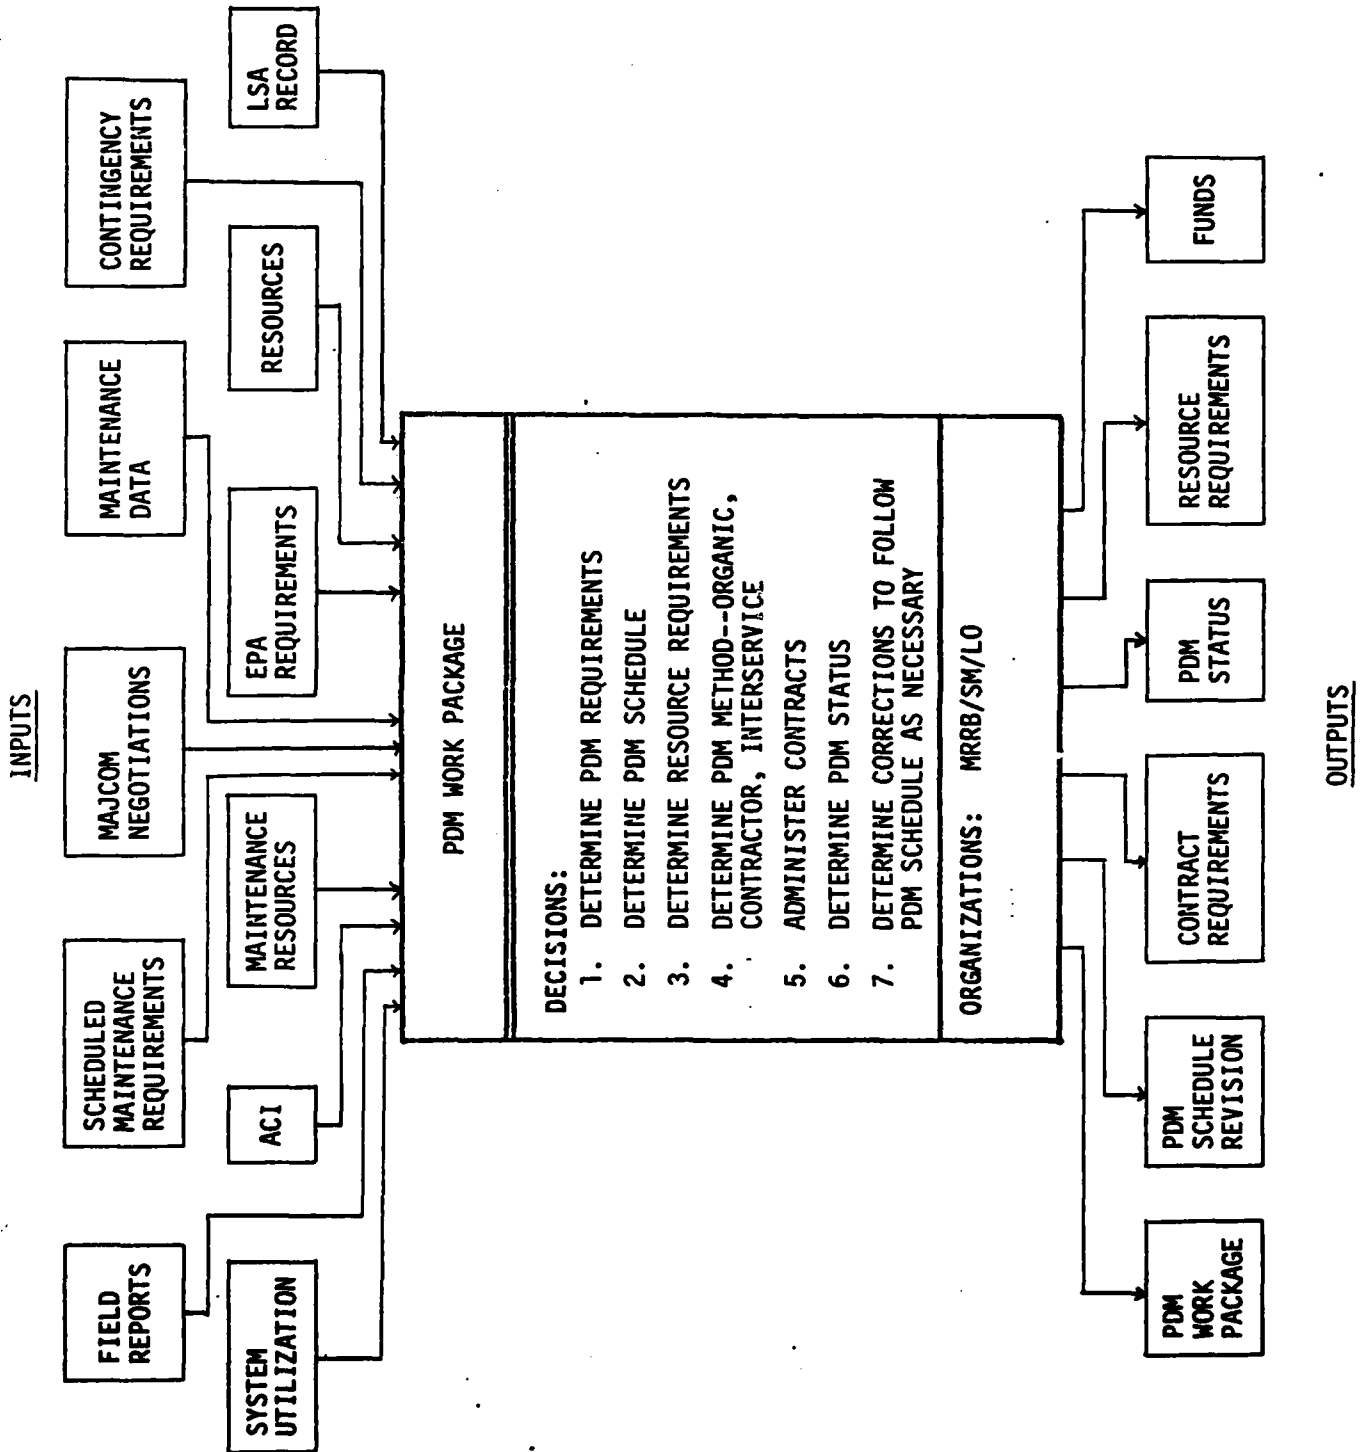 INPUTS
FIELD
REPORTS
SCHEDULED
MAINTENANCE
REQUIREMENTS
MAJCOM
NEGOTIATIONS
MAINTENANCE
DATA
CONTINGENCY
REQUIREMENTS
SYSTEM
UTILIZATION
ACI
MAINTENANCE
RESOURCES
EPA
REQUIREMENTS
RESOURCES
LSA
RECORD
PDM WORK PACKAGE
DECISIONS:
1. DETERMINE PDM REQUIREMENTS
2. DETERMINE PDM SCHEDULE
3. DETERMINE RESOURCE REQUIREMENTS
4. DETERMINE PDM METHOD--ORGANIC,
CONTRACTOR, INTERSERVICE
5. ADMINISTER CONTRACTS
6. DETERMINE PDM STATUS
7. DETERMINE CORRECTIONS TO FOLLOW
PDM SCHEDULE AS NECESSARY
ORGANIZATIONS: MRRB/SM/LO
PDM
WORK
PACKAGE
PDM
SCHEDULE
REVISION
CONTRACT
REQUIREMENTS
PDM
STATUS
RESOURCE
REQUIREMENTS
FUNDS
OUTPUTS